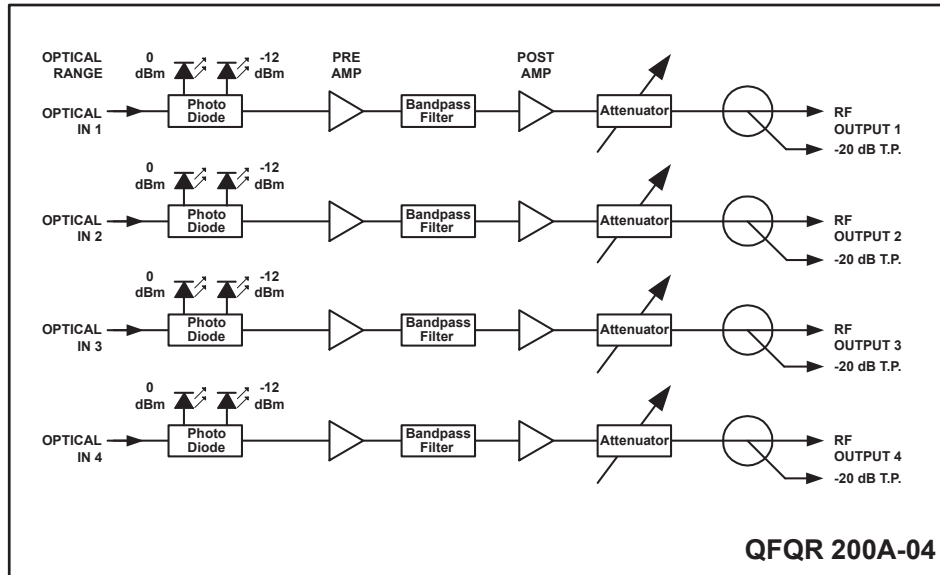 OPTICAL RANGE 0 dBm -12 dBm PRE AMP POST AMP
OPTICAL IN 1 Photo Diode Bandpass Filter Attenuator RF OUTPUT 1
-20 dB T.P.
0 dBm -12 dBm
OPTICAL IN 2 Photo Diode Bandpass Filter Attenuator RF OUTPUT 2
-20 dB T.P.
0 dBm -12 dBm
OPTICAL IN 3 Photo Diode Bandpass Filter Attenuator RF OUTPUT 3
-20 dB T.P.
0 dBm -12 dBm
OPTICAL IN 4 Photo Diode Bandpass Filter Attenuator RF OUTPUT 4
-20 dB T.P.
QFQR 200A-04